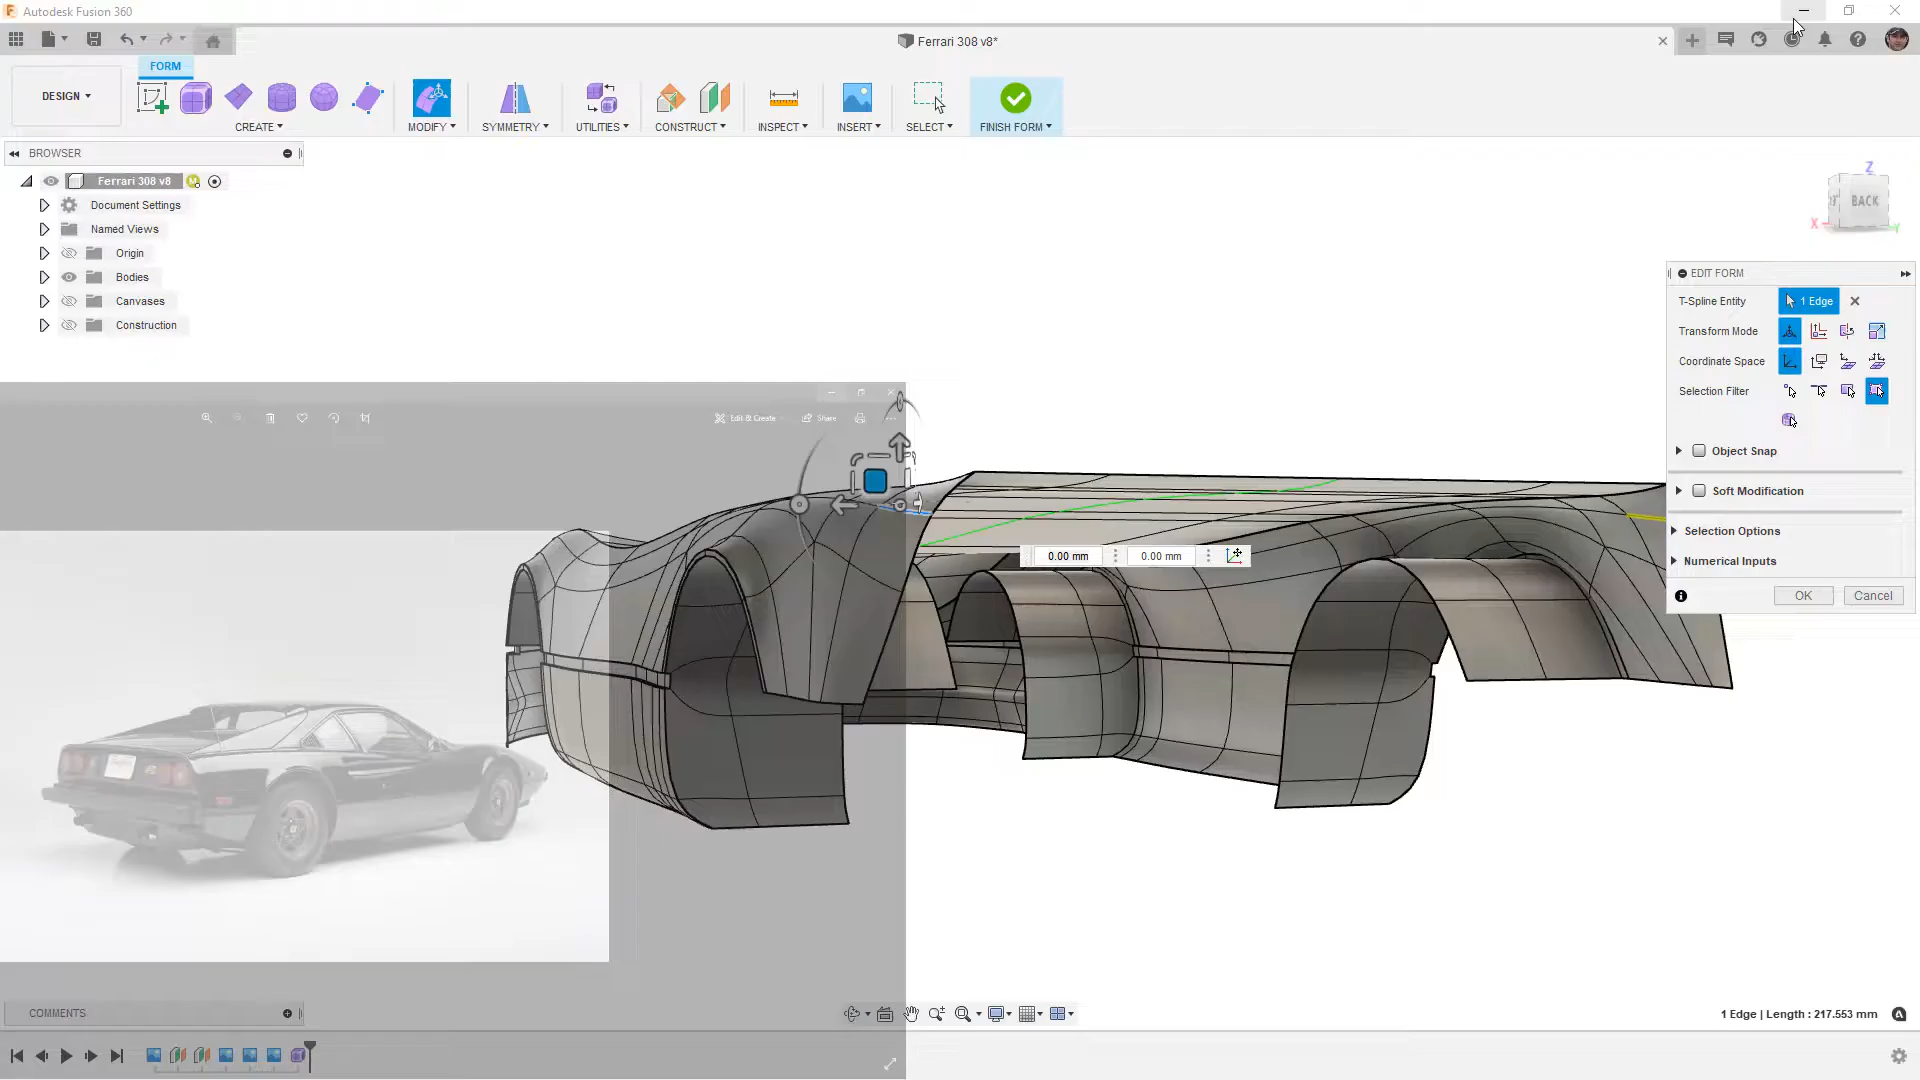 Autodesk Fusion 360
Ferrari 308 v8*
FORM
DESIGN
CREATE
MODIFY
SYMMETRY
UTILITIES
CONSTRUCT
INSPECT
INSERT
SELECT
FINISH FORM
BROWSER
Ferrari 308 v8
Document Settings
Named Views
Origin
Bodies
Canvases
Construction
Z
BACK
X
Y
EDIT FORM
T-Spline Entity
1 Edge
Transform Mode
Coordinate Space
Selection Filter
Object Snap
Soft Modification
Selection Options
Numerical Inputs
OK
Cancel
Edit & Create
Share
0.00 mm
0.00 mm
COMMENTS
1 Edge | Length : 217.553 mm